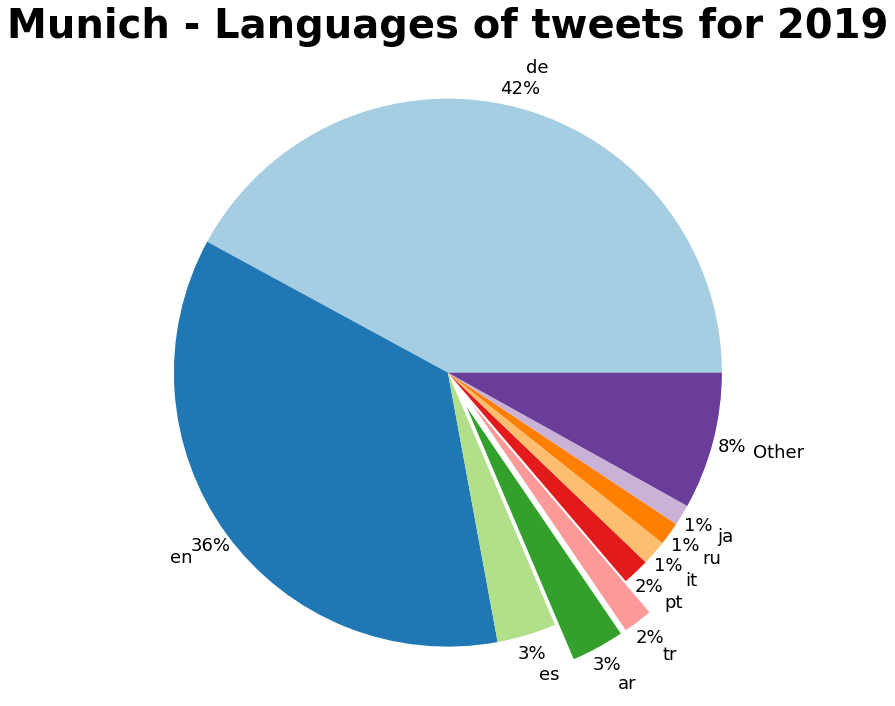 Munich - Languages of tweets for 2019
de
42%
36%
en
3%
es
3%
ar
2%
tr
2%
pt
1%
it
1%
ru
1%
ja
8%
Other